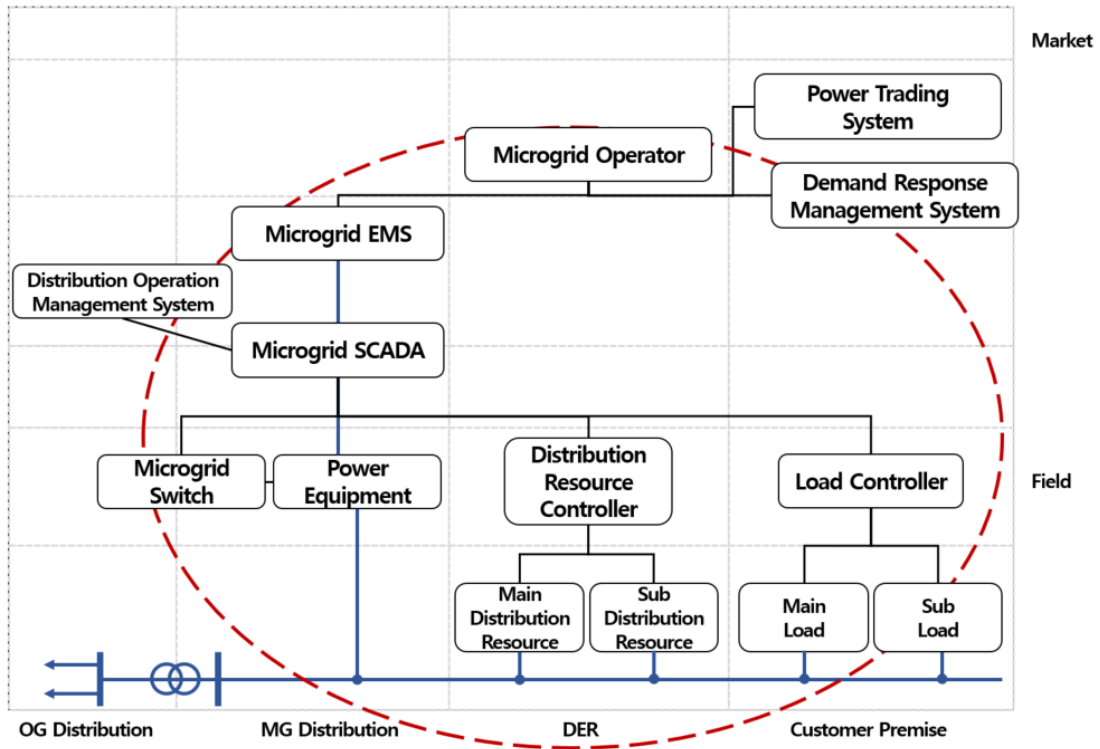 Market
Power Trading
System
Microgrid Operator
Demand Response
Management System
Microgrid EMS
Distribution Operation
Management System
Microgrid SCADA
Microgrid
Switch
Power
Equipment
Distribution
Resource
Controller
Load Controller
Field
Main
Distribution
Resource
Sub
Distribution
Resource
Main
Load
Sub
Load
OG Distribution
MG Distribution
DER
Customer Premise